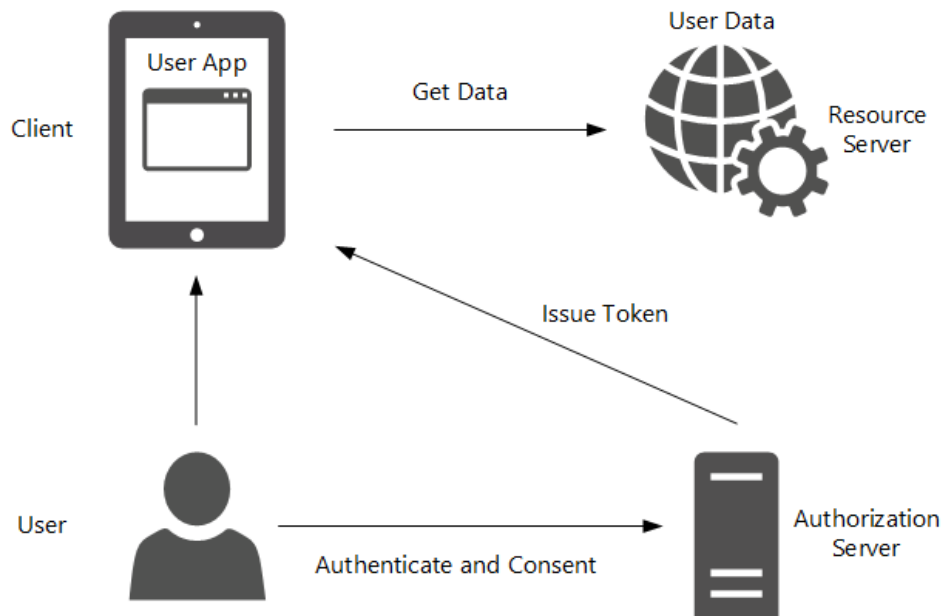 User Data
User App
Get Data
Client
Resource
Server
Issue Token
User
Authorization
Server
Authenticate and Consent